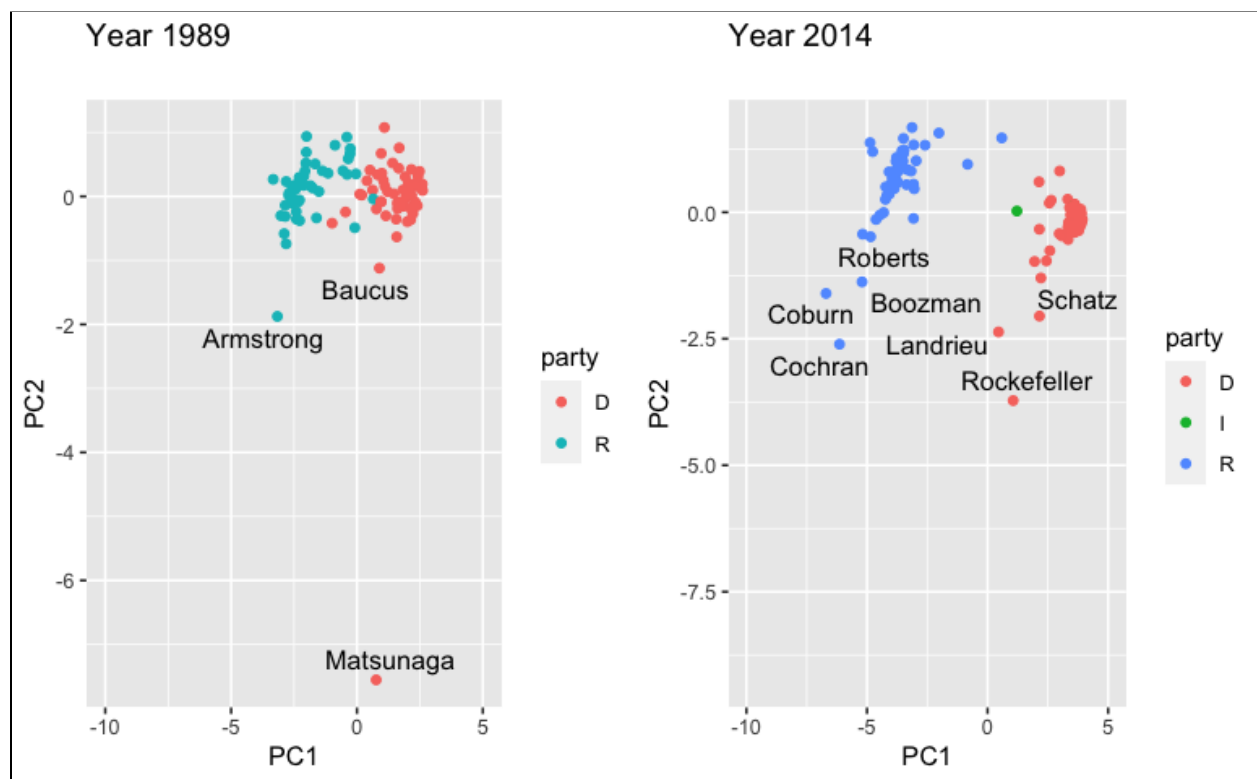 Year 1989
PC2
0
-2
-4
-6
Baucus
Armstrong
Matsunaga
-10 -5 0 5
PC1
party
D
R
Year 2014
PC2
0.0
-2.5
-5.0
-7.5
Roberts
Coburn Boozman Schatz
Cochran Landrieu
Rockefeller
-10 -5 0 5
PC1
party
D
I
R